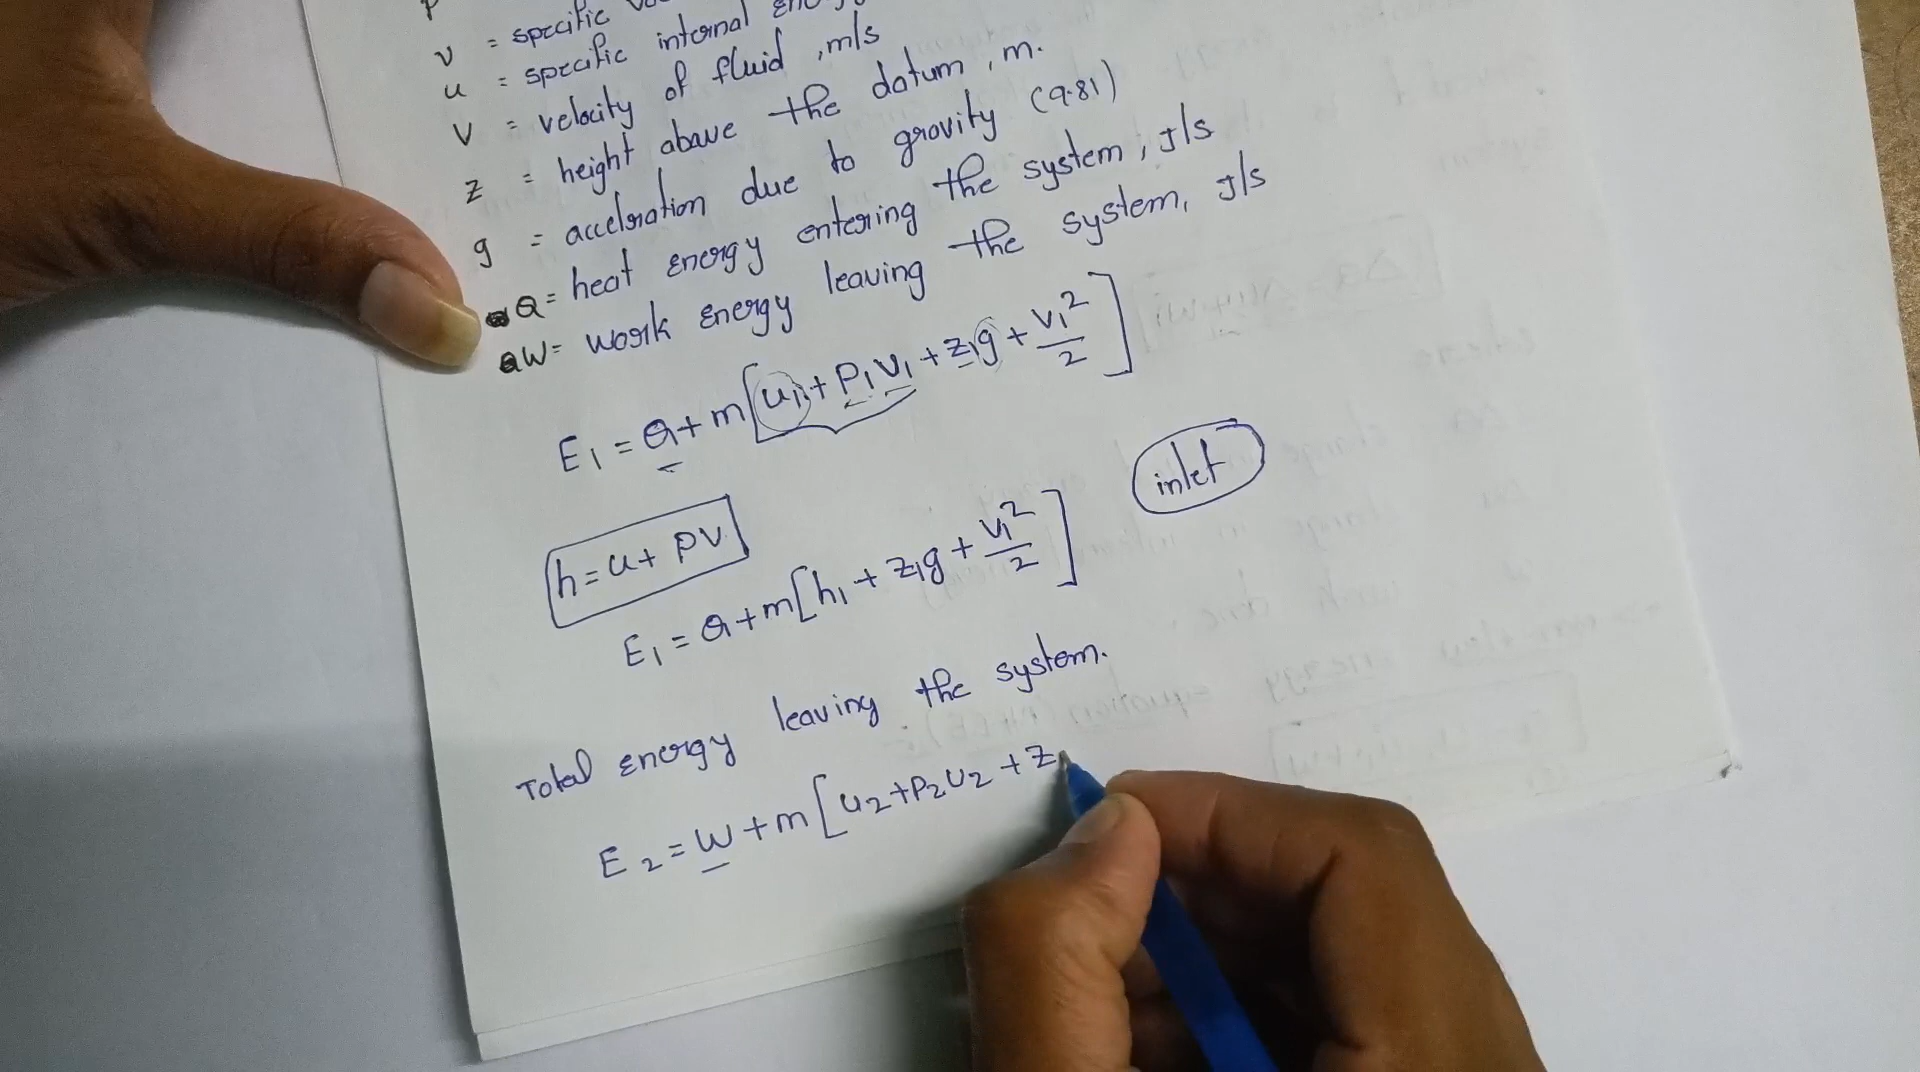 v = specific
u = specific internal
V = velocity of fluid, m/s
z = height above the datum, m.
g = accelration due to gravity (9.81)
Q = heat energy entering the system, J/s
W = work energy leaving the system, J/s
E1 = Q + m[u1 + P1V1 + z1g + V1²/2]
inlet
h = u + PV
E1 = Q + m[h1 + z1g + V1²/2]
Total energy leaving the system.
E2 = W + m[u2 + P2V2 + z